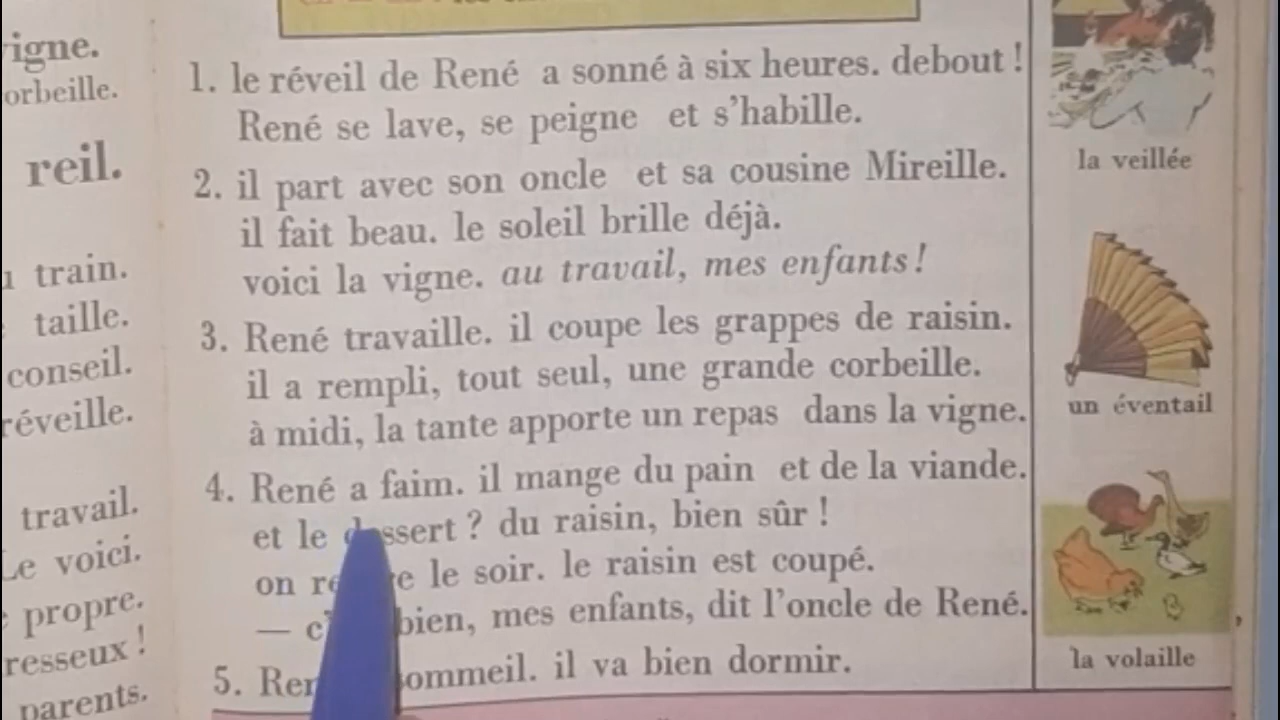 igne.
orbeille.
reil.
train.
taille.
conseil.
réveille.
travail.
Le voici.
propre.
resseux !
parents.
1. le réveil de René a sonné à six heures. debout !
René se lave, se peigne et s'habille.
2. il part avec son oncle et sa cousine Mireille.
il fait beau. le soleil brille déjà.
voici la vigne. au travail, mes enfants !
3. René travaille. il coupe les grappes de raisin.
il a rempli, tout seul, une grande corbeille.
à midi, la tante apporte un repas dans la vigne.
4. René a faim. il mange du pain et de la viande.
et le dessert ? du raisin, bien sûr !
on le soir. le raisin est coupé.
— bien, mes enfants, dit l'oncle de René.
5. sommeil. il va bien dormir.
la veillée
un éventail
la volaille